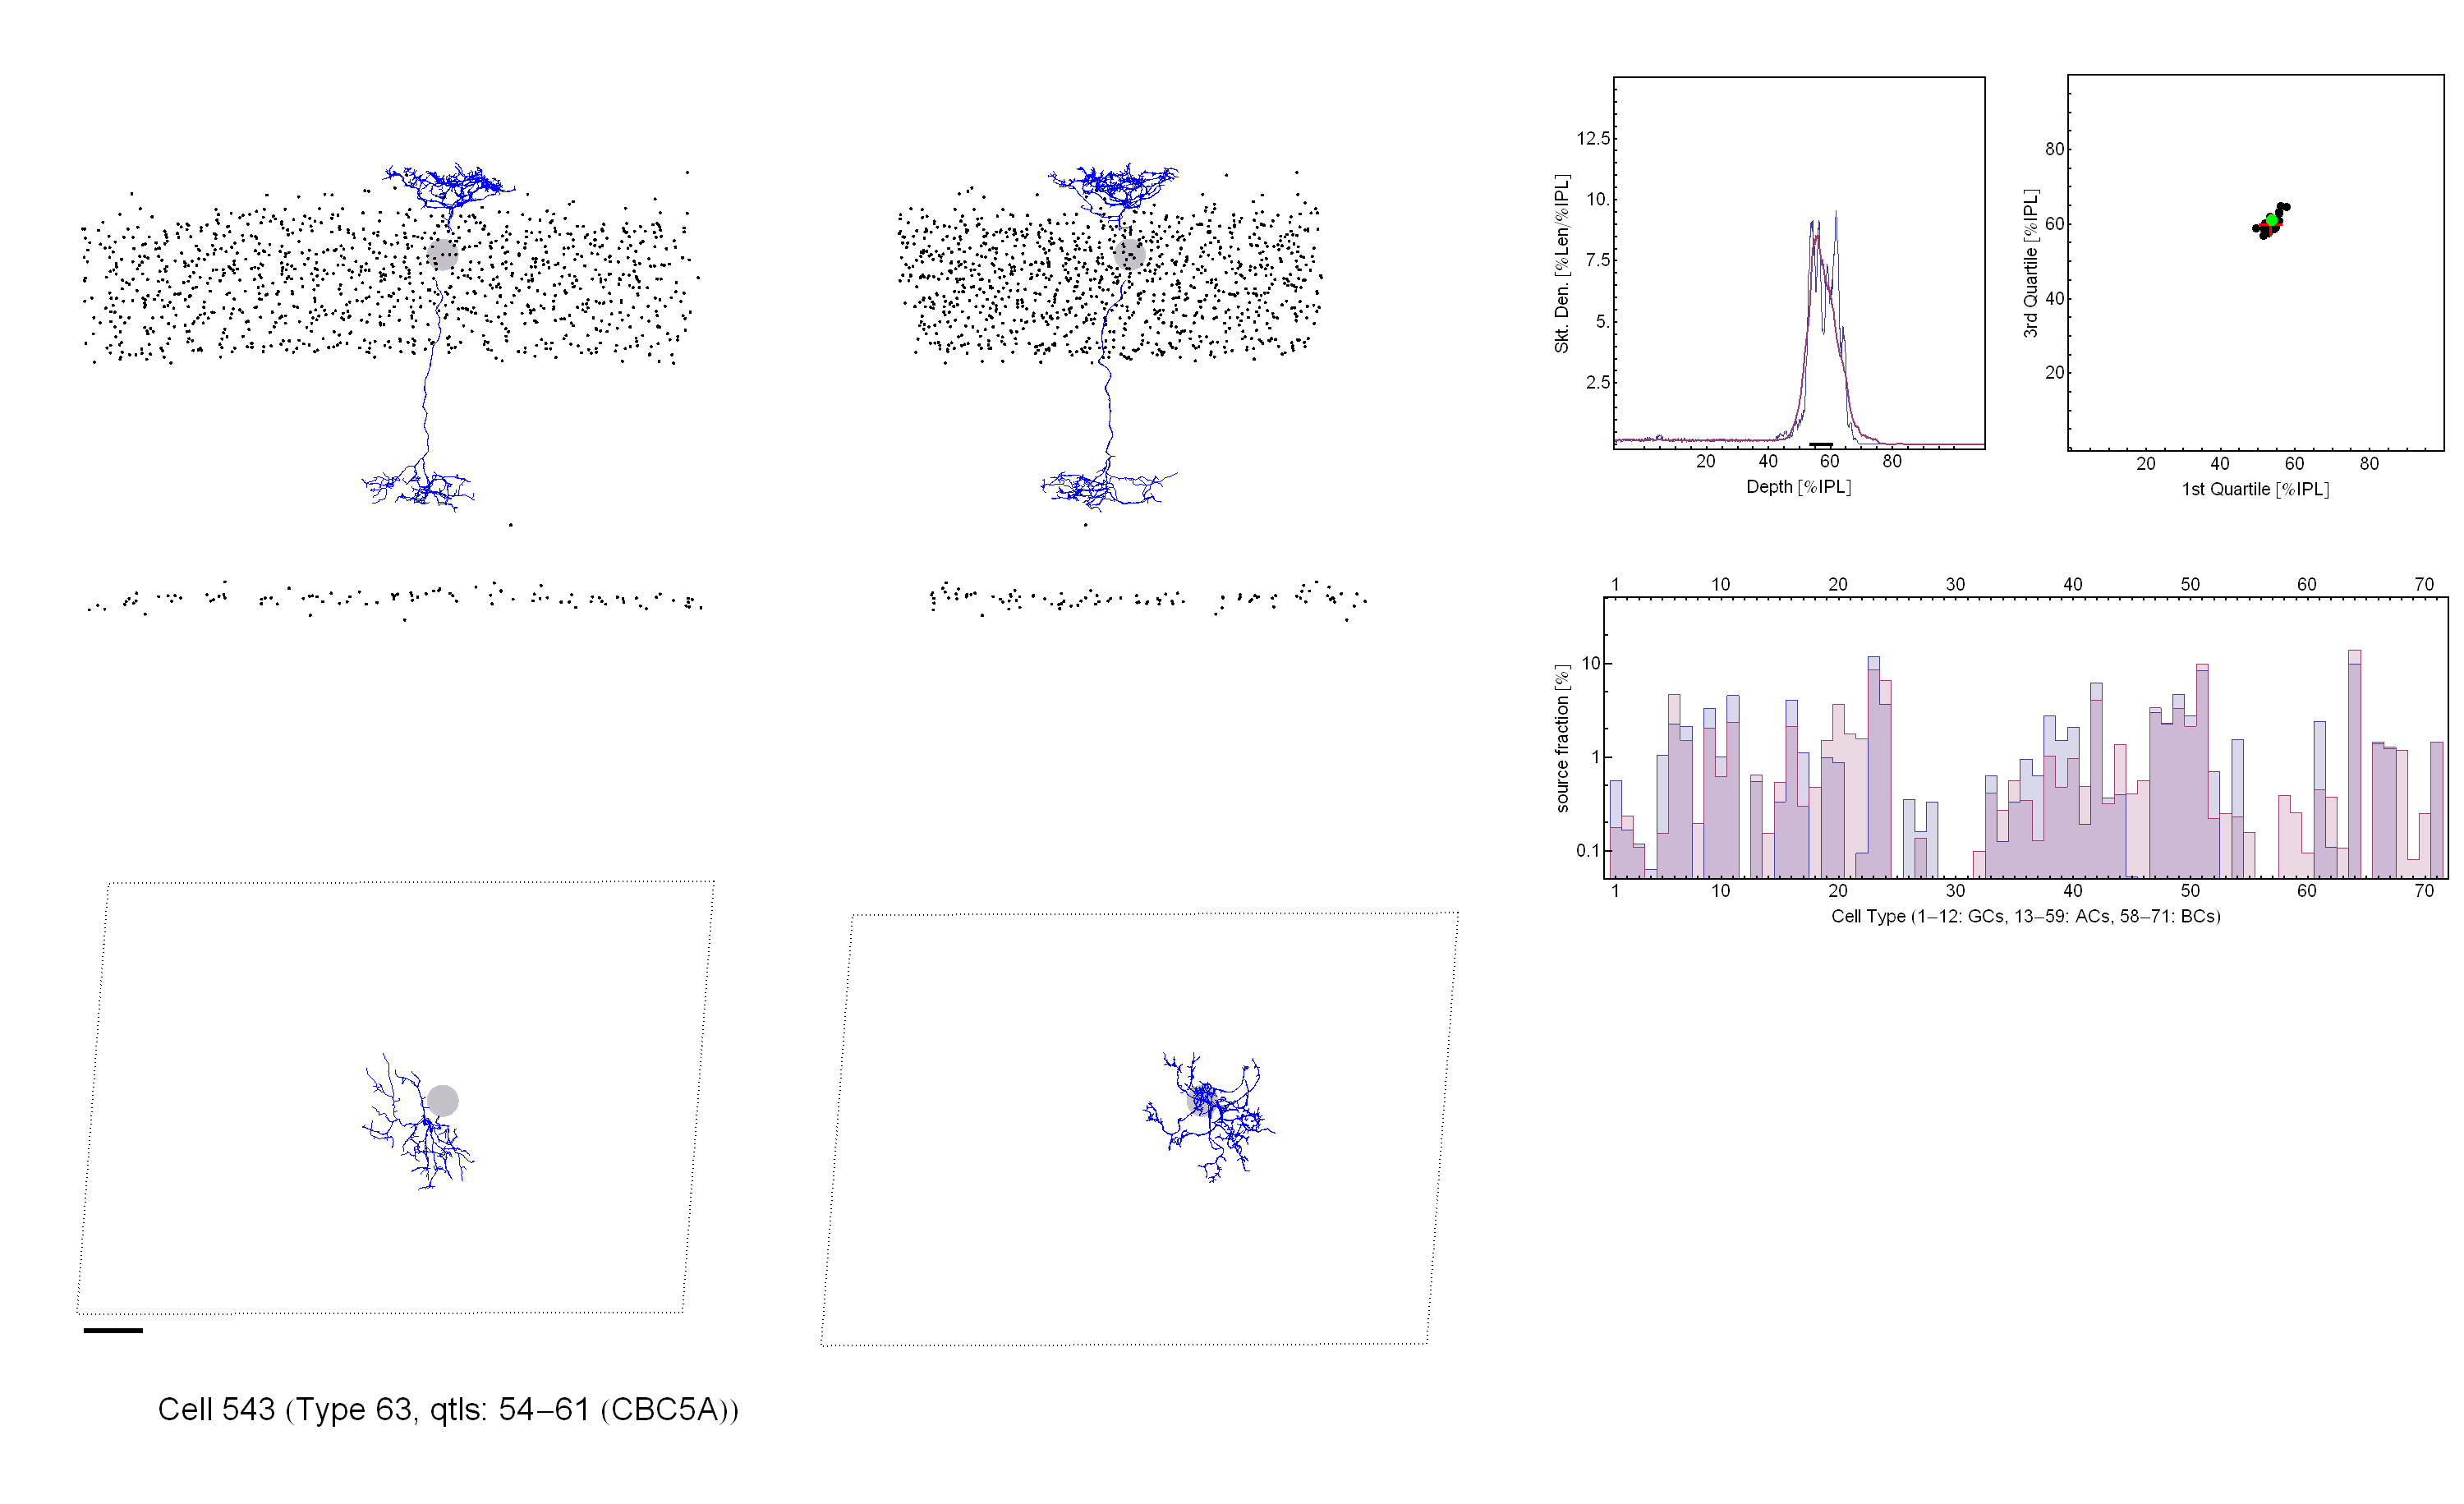 12.5
10.
7.5
5.
2.5
Skt. Den. [%Len/%IPL]
20 40 60 80
Depth [%IPL]
80
60
40
20
3rd Quartile [%IPL]
20 40 60 80
1st Quartile [%IPL]
1 10 20 30 40 50 60 70
10
1
0.1
source fraction [%]
1 10 20 30 40 50 60 70
Cell Type (1–12: GCs, 13–59: ACs, 58–71: BCs)
Cell 543 (Type 63, qtls: 54–61 (CBC5A))